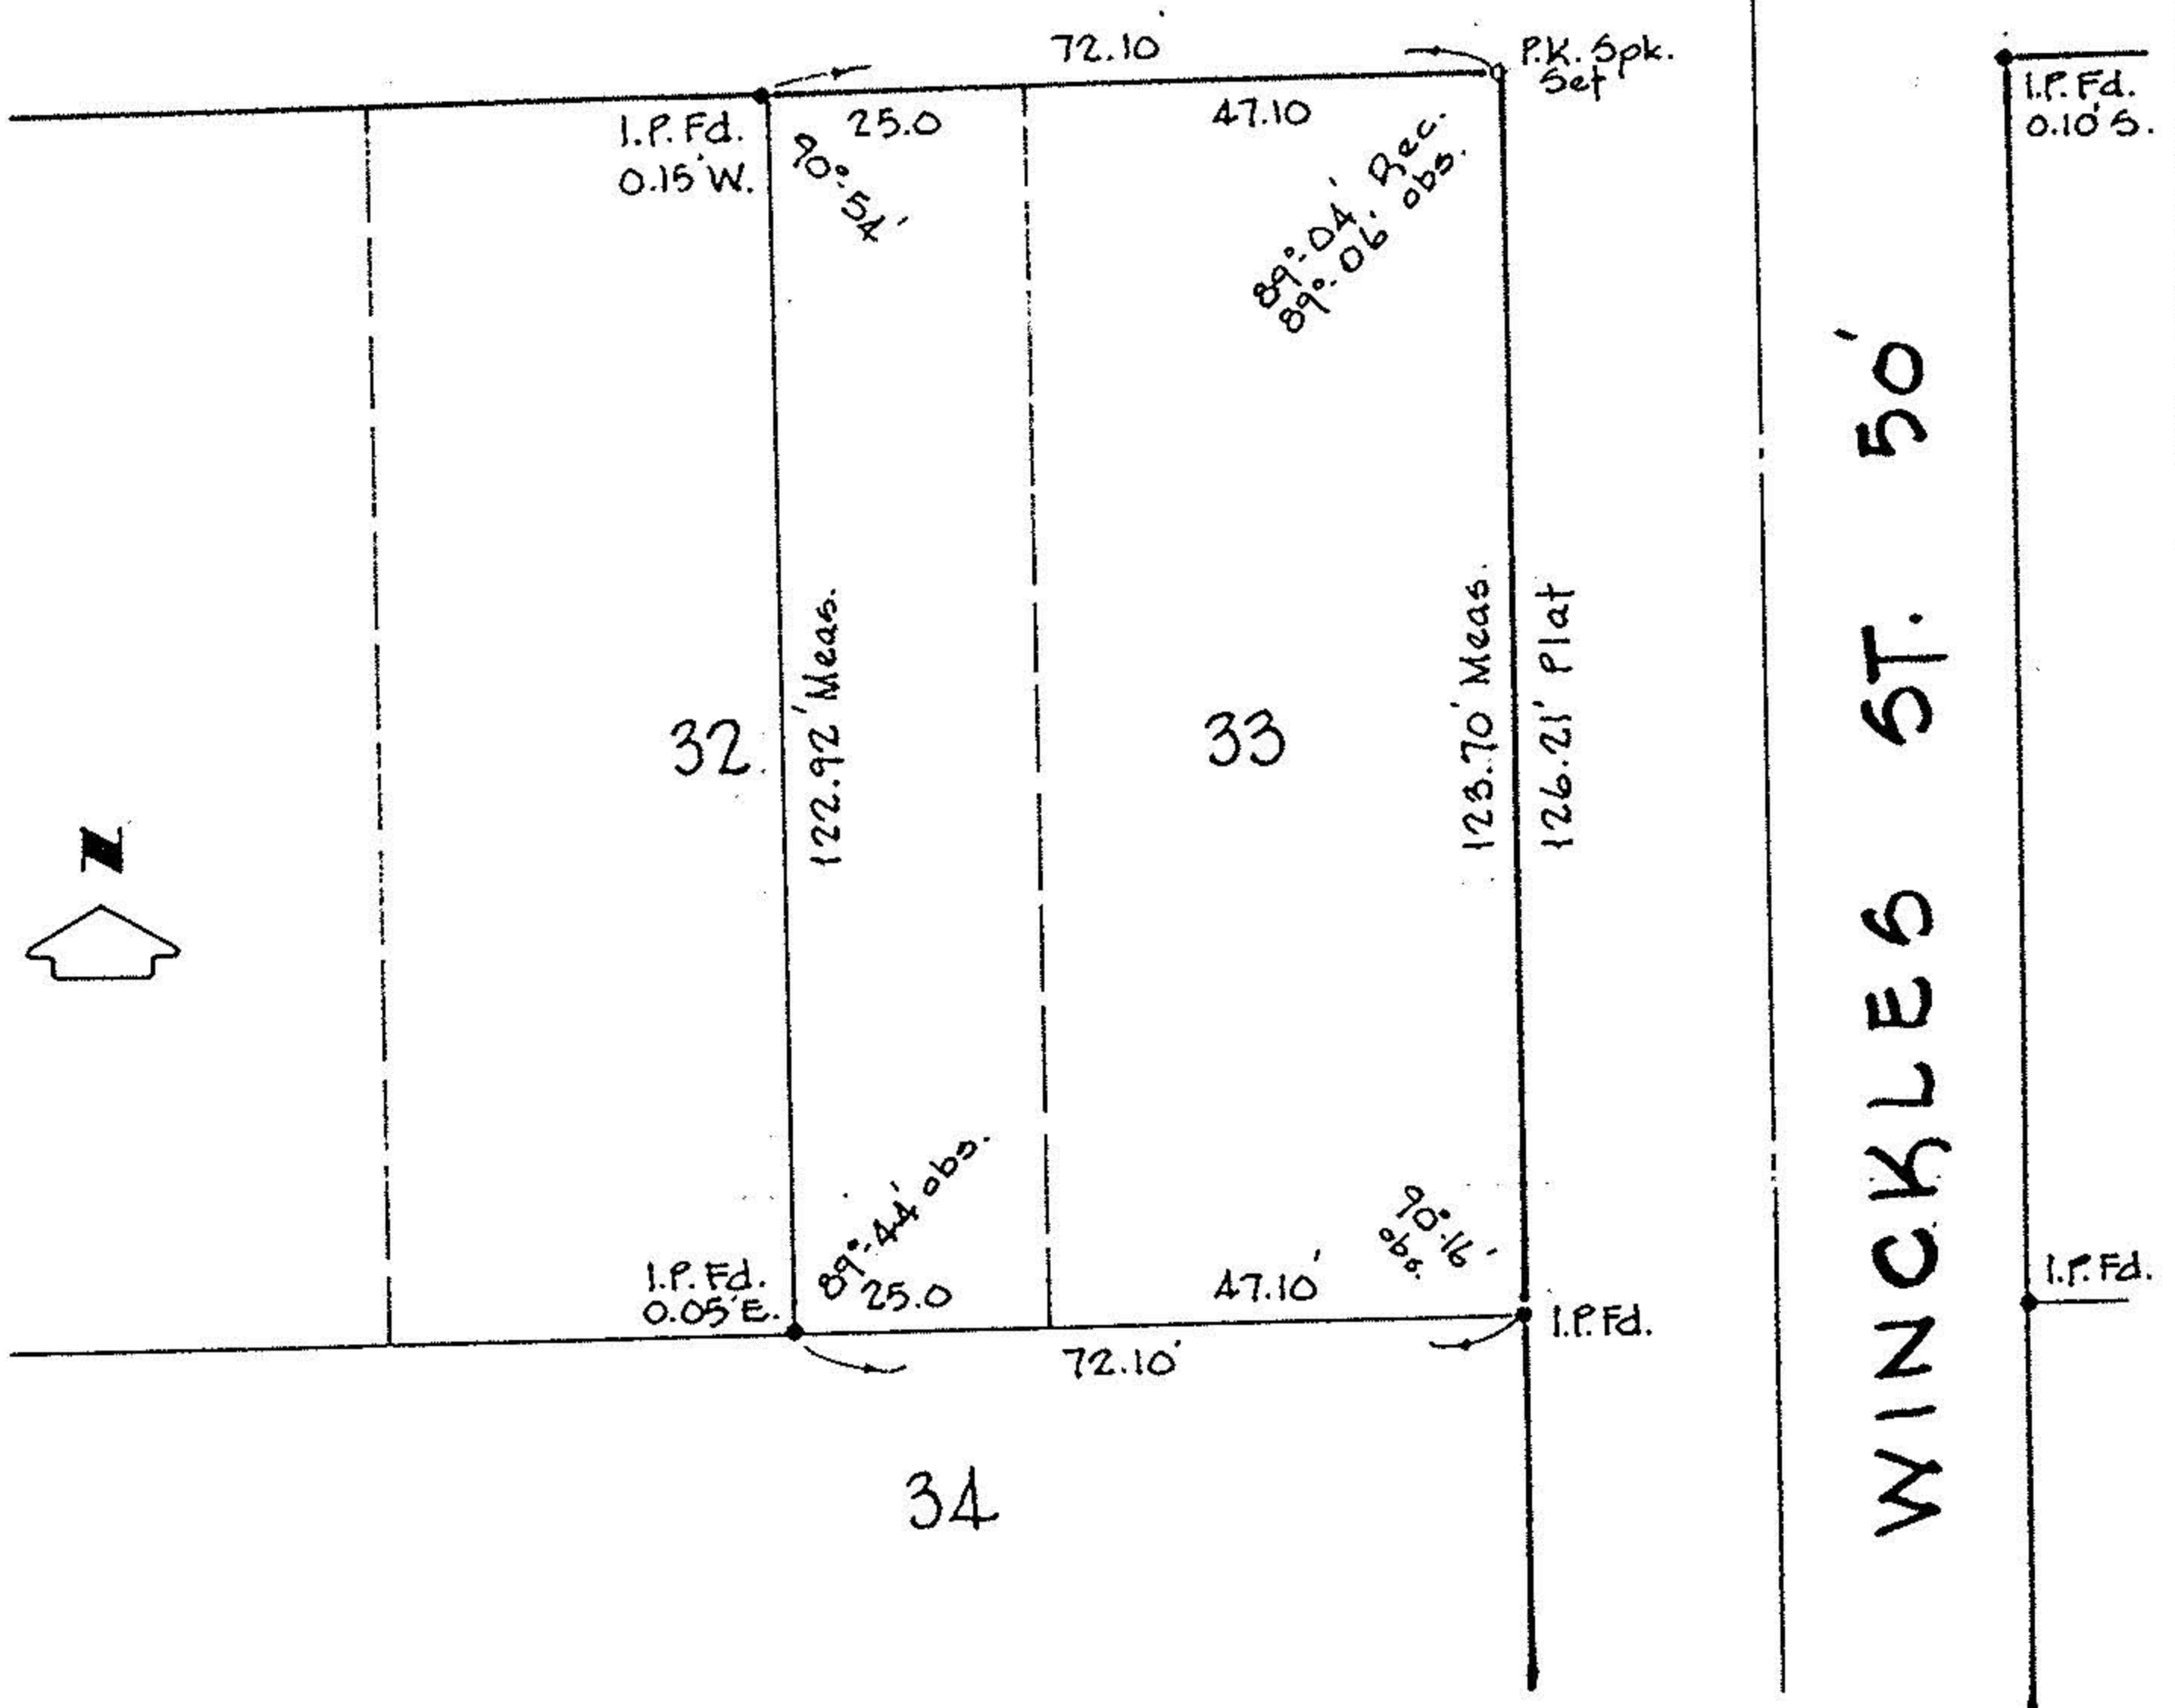 72.10'
P.K. Spk.
Set
I.P. Fd.
0.10' S.
I.P. Fd.
0.15' W.
25.0
47.10
90°-54'
89°-04' Rec.
89°-06' obs.
122.92' Meas.
123.70' Meas.
126.21' Plat
32
33
N
WINCKLES ST. 50'
89°-44' obs.
90°-16'
obs.
I.P. Fd.
0.05' E.
25.0
47.10'
I.P. Fd.
I.P. Fd.
72.10'
34